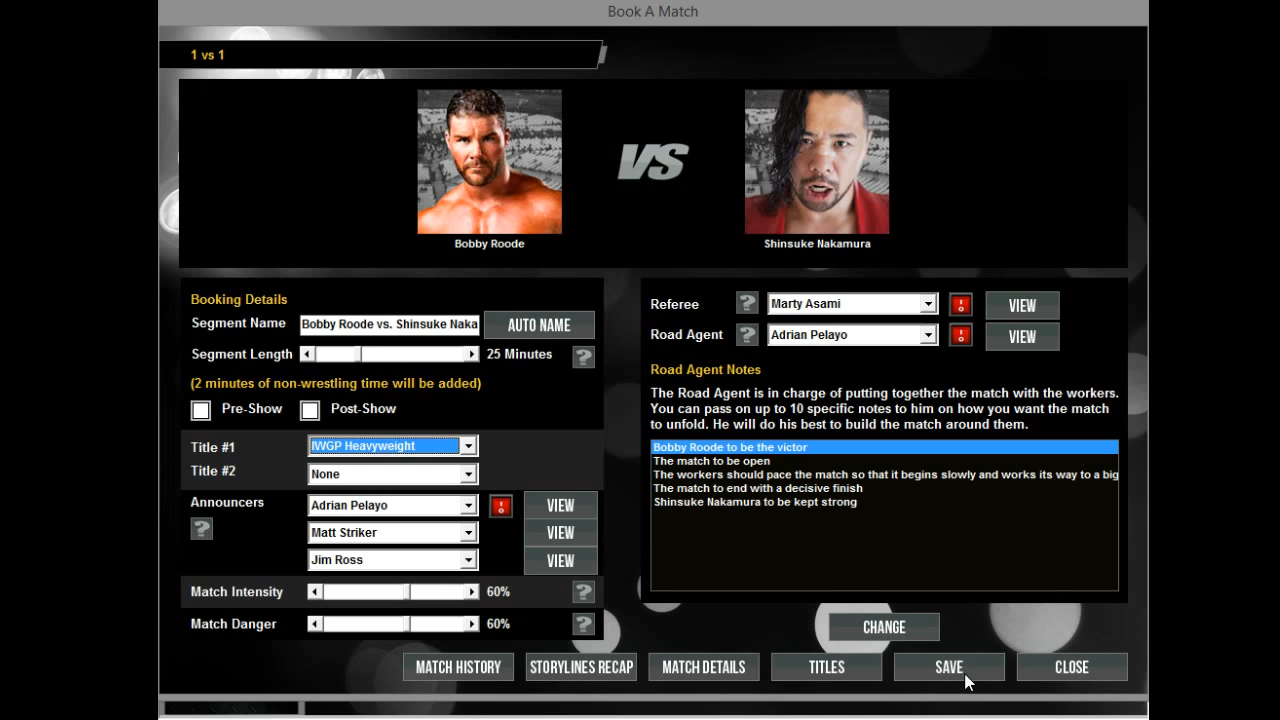 Book A Match
1 vs 1
VS
Bobby Roode
Shinsuke Nakamura
Booking Details
Segment Name
Bobby Roode vs. Shinsuke Naka
AUTO NAME
Segment Length
25 Minutes
?
(2 minutes of non-wrestling time will be added)
Pre-Show
Post-Show
Title #1
IWGP Heavyweight
Title #2
None
Announcers
?
Adrian Pelayo
VIEW
Matt Striker
VIEW
Jim Ross
VIEW
Match Intensity
60%
?
Match Danger
60%
?
Referee
?
Marty Asami
VIEW
Road Agent
?
Adrian Pelayo
VIEW
Road Agent Notes
The Road Agent is in charge of putting together the match with the workers.
You can pass on up to 10 specific notes to him on how you want the match
to unfold. He will do his best to build the match around them.
Bobby Roode to be the victor
The match to be open
The workers should pace the match so that it begins slowly and works its way to a big
The match to end with a decisive finish
Shinsuke Nakamura to be kept strong
CHANGE
MATCH HISTORY
STORYLINES RECAP
MATCH DETAILS
TITLES
SAVE
CLOSE